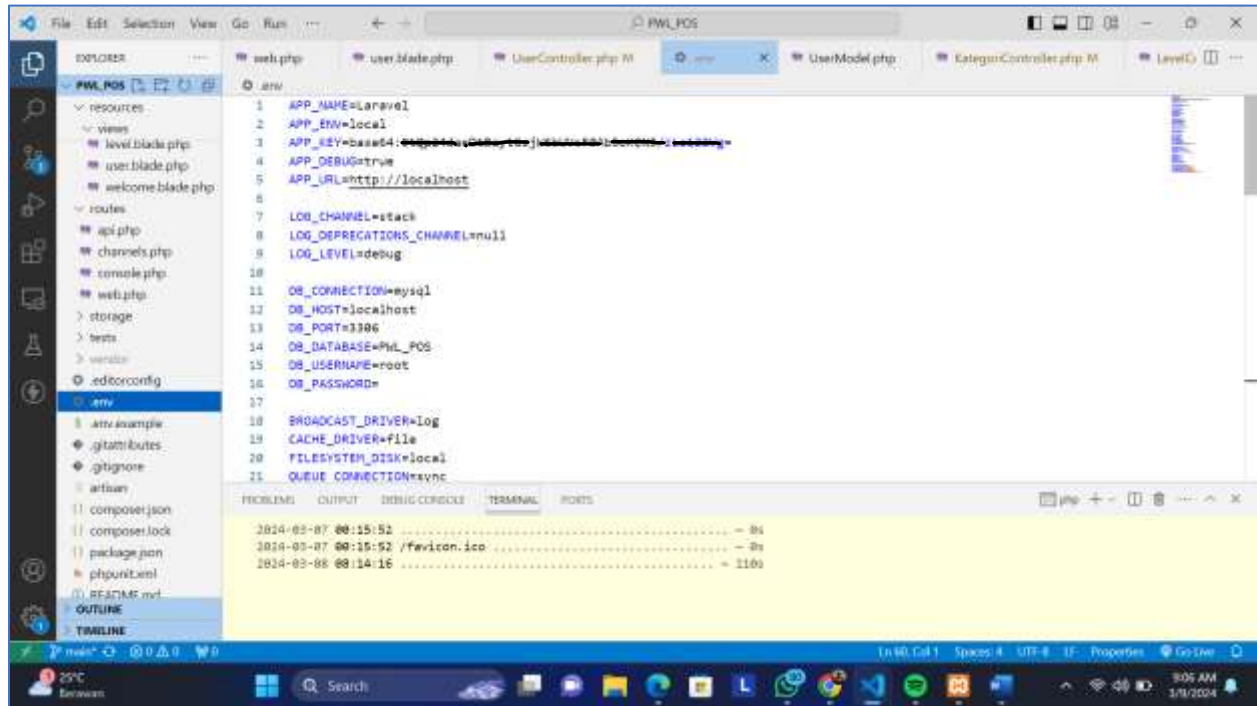 File Edit Selection View Go Run ... PWL_POS
EXPLORER ...
web.php
user.blade.php
UserController.php M
.env
UserModel.php
KategoriController.php M
PWL_POS
resources
views
level.blade.php
user.blade.php
welcome.blade.php
routes
api.php
channels.php
console.php
web.php
storage
tests
vendor
.editorconfig
.env
.env.example
.gitattributes
.gitignore
artisan
composer.json
composer.lock
package.json
phpunit.xml
README.md
OUTLINE
TIMELINE
.env
1 APP_NAME=Laravel
2 APP_ENV=local
3 APP_KEY=base64:
4 APP_DEBUG=true
5 APP_URL=http://localhost
6
7 LOG_CHANNEL=stack
8 LOG_DEPRECATIONS_CHANNEL=null
9 LOG_LEVEL=debug
10
11 DB_CONNECTION=mysql
12 DB_HOST=localhost
13 DB_PORT=3306
14 DB_DATABASE=PWL_POS
15 DB_USERNAME=root
16 DB_PASSWORD=
17
18 BROADCAST_DRIVER=log
19 CACHE_DRIVER=file
20 FILESYSTEM_DISK=local
21 QUEUE_CONNECTION=sync
PROBLEMS OUTPUT DEBUG CONSOLE TERMINAL PORTS
php
2024-03-07 00:15:52 ........ ~ 0s
2024-03-07 00:15:52 /favicon.ico ........ ~ 0s
2024-03-08 08:14:16 ........ ~ 110s
main* 0 0 0 Ln 60, Col 1 Spaces: 4 UTF-8 LF Properties Go Live
25°C
Berawan
Search
9:06 AM
3/9/2024